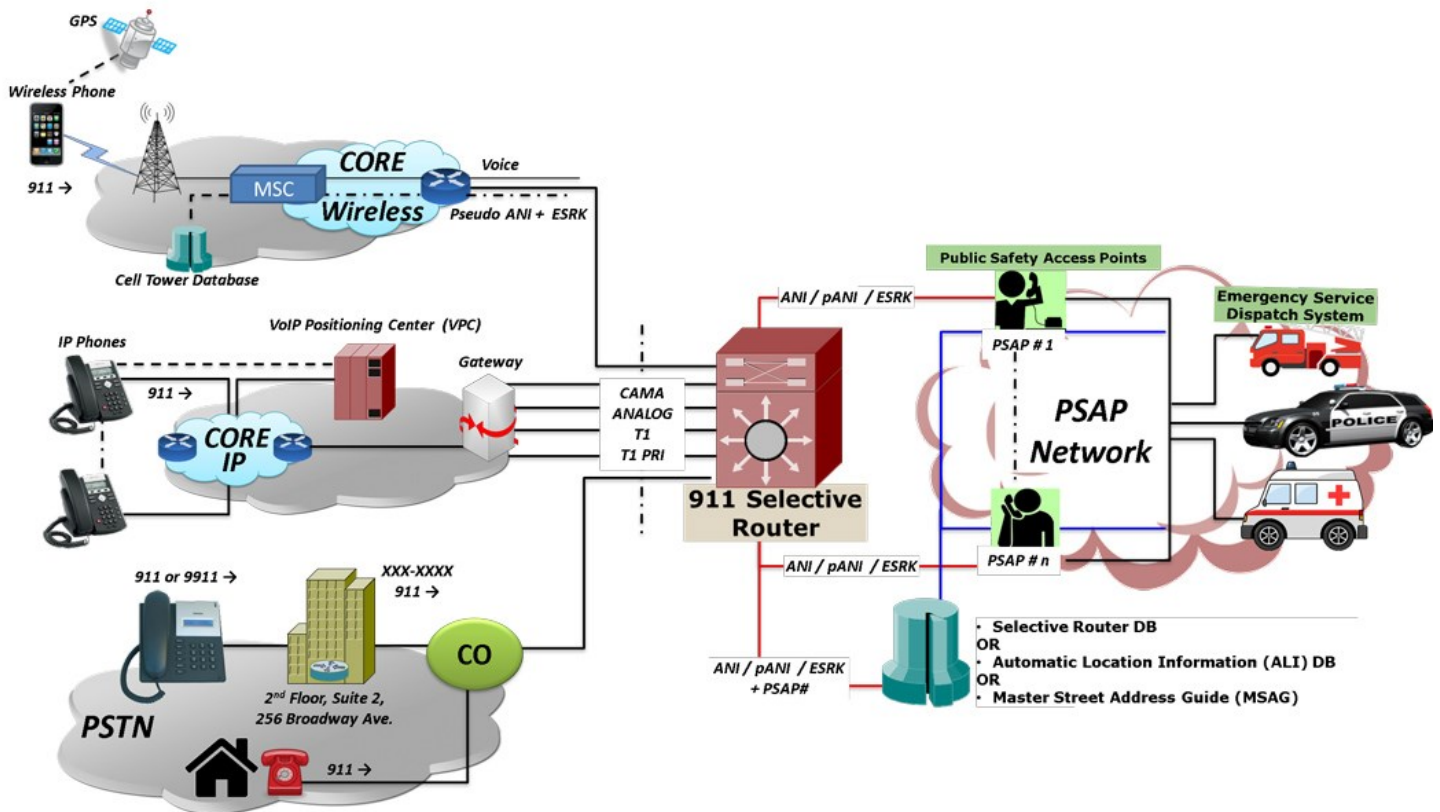 GPS
Wireless Phone
911 →
CORE
MSC
Wireless
Voice
Pseudo ANI + ESRK
Cell Tower Database
VoIP Positioning Center (VPC)
IP Phones
911 →
Gateway
CORE
IP
CAMA
ANALOG
T1
T1 PRI
911 or 9911 →
XXX-XXXX
911 →
CO
2nd Floor, Suite 2,
256 Broadway Ave.
PSTN
911 →
911 Selective
Router
ANI / pANI / ESRK
Public Safety Access Points
PSAP # 1
PSAP
Network
Emergency Service
Dispatch System
POLICE
PSAP # n
ANI / pANI / ESRK
ANI / pANI / ESRK
+ PSAP#
· Selective Router DB
OR
· Automatic Location Information (ALI) DB
OR
· Master Street Address Guide (MSAG)